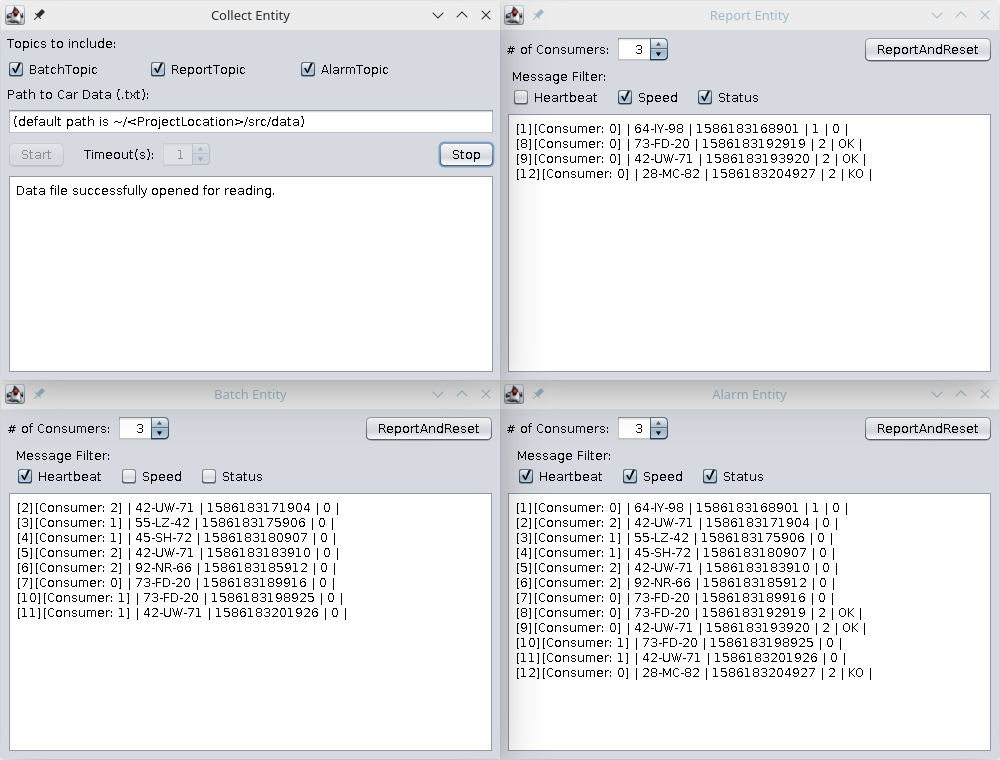 Collect Entity
Topics to include:
BatchTopic ReportTopic AlarmTopic
Path to Car Data (.txt):
(default path is ~/<ProjectLocation>/src/data)
Start Timeout(s): 1 Stop
Data file successfully opened for reading.
Report Entity
# of Consumers: 3 ReportAndReset
Message Filter:
Heartbeat Speed Status
[1][Consumer: 0] | 64-IY-98 | 1586183168901 | 1 | 0 |
[8][Consumer: 0] | 73-FD-20 | 1586183192919 | 2 | OK |
[9][Consumer: 0] | 42-UW-71 | 1586183193920 | 2 | OK |
[12][Consumer: 0] | 28-MC-82 | 1586183204927 | 2 | KO |
Batch Entity
# of Consumers: 3 ReportAndReset
Message Filter:
Heartbeat Speed Status
[2][Consumer: 2] | 42-UW-71 | 1586183171904 | 0 |
[3][Consumer: 1] | 55-LZ-42 | 1586183175906 | 0 |
[4][Consumer: 1] | 45-SH-72 | 1586183180907 | 0 |
[5][Consumer: 2] | 42-UW-71 | 1586183183910 | 0 |
[6][Consumer: 2] | 92-NR-66 | 1586183185912 | 0 |
[7][Consumer: 0] | 73-FD-20 | 1586183189916 | 0 |
[10][Consumer: 1] | 73-FD-20 | 1586183198925 | 0 |
[11][Consumer: 1] | 42-UW-71 | 1586183201926 | 0 |
Alarm Entity
# of Consumers: 3 ReportAndReset
Message Filter:
Heartbeat Speed Status
[1][Consumer: 0] | 64-IY-98 | 1586183168901 | 1 | 0 |
[2][Consumer: 2] | 42-UW-71 | 1586183171904 | 0 |
[3][Consumer: 1] | 55-LZ-42 | 1586183175906 | 0 |
[4][Consumer: 1] | 45-SH-72 | 1586183180907 | 0 |
[5][Consumer: 2] | 42-UW-71 | 1586183183910 | 0 |
[6][Consumer: 2] | 92-NR-66 | 1586183185912 | 0 |
[7][Consumer: 0] | 73-FD-20 | 1586183189916 | 0 |
[8][Consumer: 0] | 73-FD-20 | 1586183192919 | 2 | OK |
[9][Consumer: 0] | 42-UW-71 | 1586183193920 | 2 | OK |
[10][Consumer: 1] | 73-FD-20 | 1586183198925 | 0 |
[11][Consumer: 1] | 42-UW-71 | 1586183201926 | 0 |
[12][Consumer: 0] | 28-MC-82 | 1586183204927 | 2 | KO |